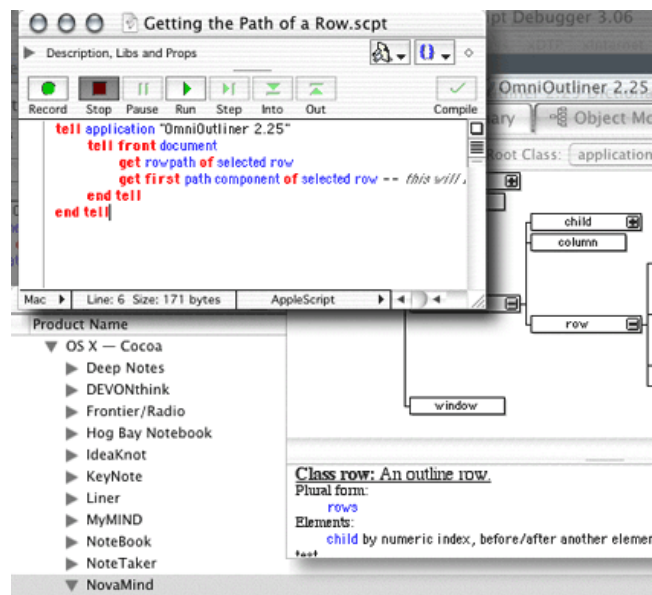 Getting the Path of a Row.scpt
Description, Libs and Props
Record Stop Pause Run Step Into Out Compile
tell application "OmniOutliner 2.25"
tell front document
get rowpath of selected row
get first path component of selected row -- this will
end tell
end tell
Mac Line: 6 Size: 171 bytes AppleScript
pt Debugger 3.06
OmniOutliner 2.25
ary Object Mo
Root Class: application
child
column
row
window
Product Name
OS X — Cocoa
Deep Notes
DEVONthink
Frontier/Radio
Hog Bay Notebook
IdeaKnot
KeyNote
Liner
MyMIND
NoteBook
NoteTaker
NovaMind
Class row: An outline row.
Plural form:
rows
Elements:
child by numeric index, before/after another elemen